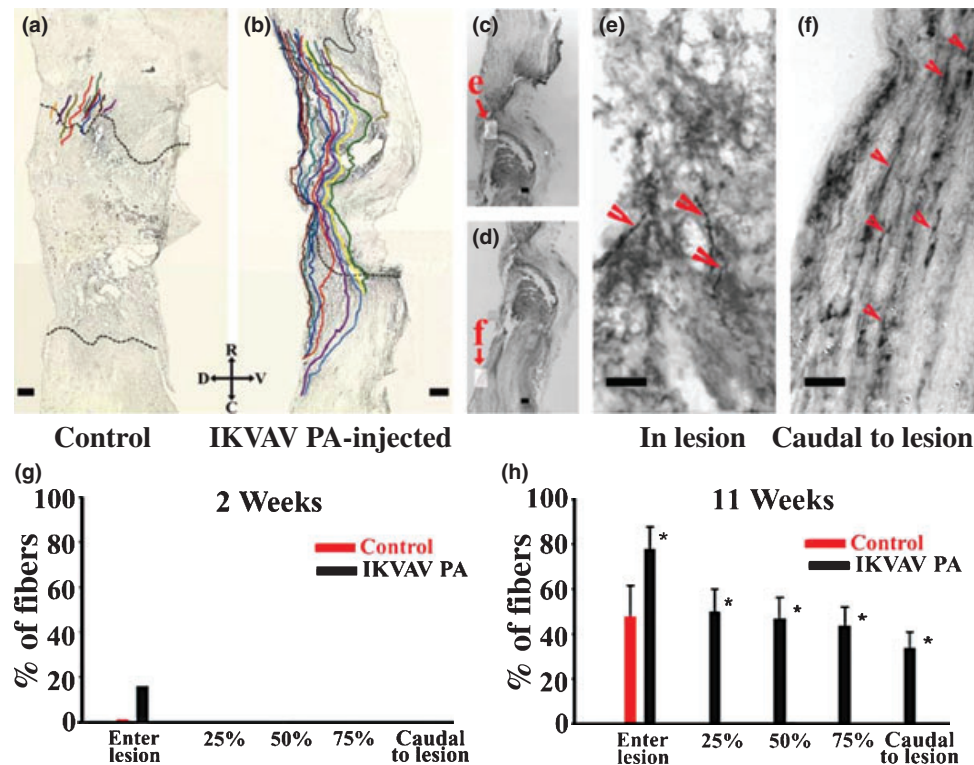 (a)
(b)
(c)
(d)
(e)
(f)
e
f
R
D V
C
Control
IKVAV PA-injected
In lesion
Caudal to lesion
(g)
2 Weeks
% of fibers
100
80
60
40
20
0
Control
IKVAV PA
Enter
lesion
25%
50%
75%
Caudal
to lesion
(h)
11 Weeks
% of fibers
100
80
60
40
20
0
Control
IKVAV PA
*
*
*
*
*
Enter
lesion
25%
50%
75%
Caudal
to lesion